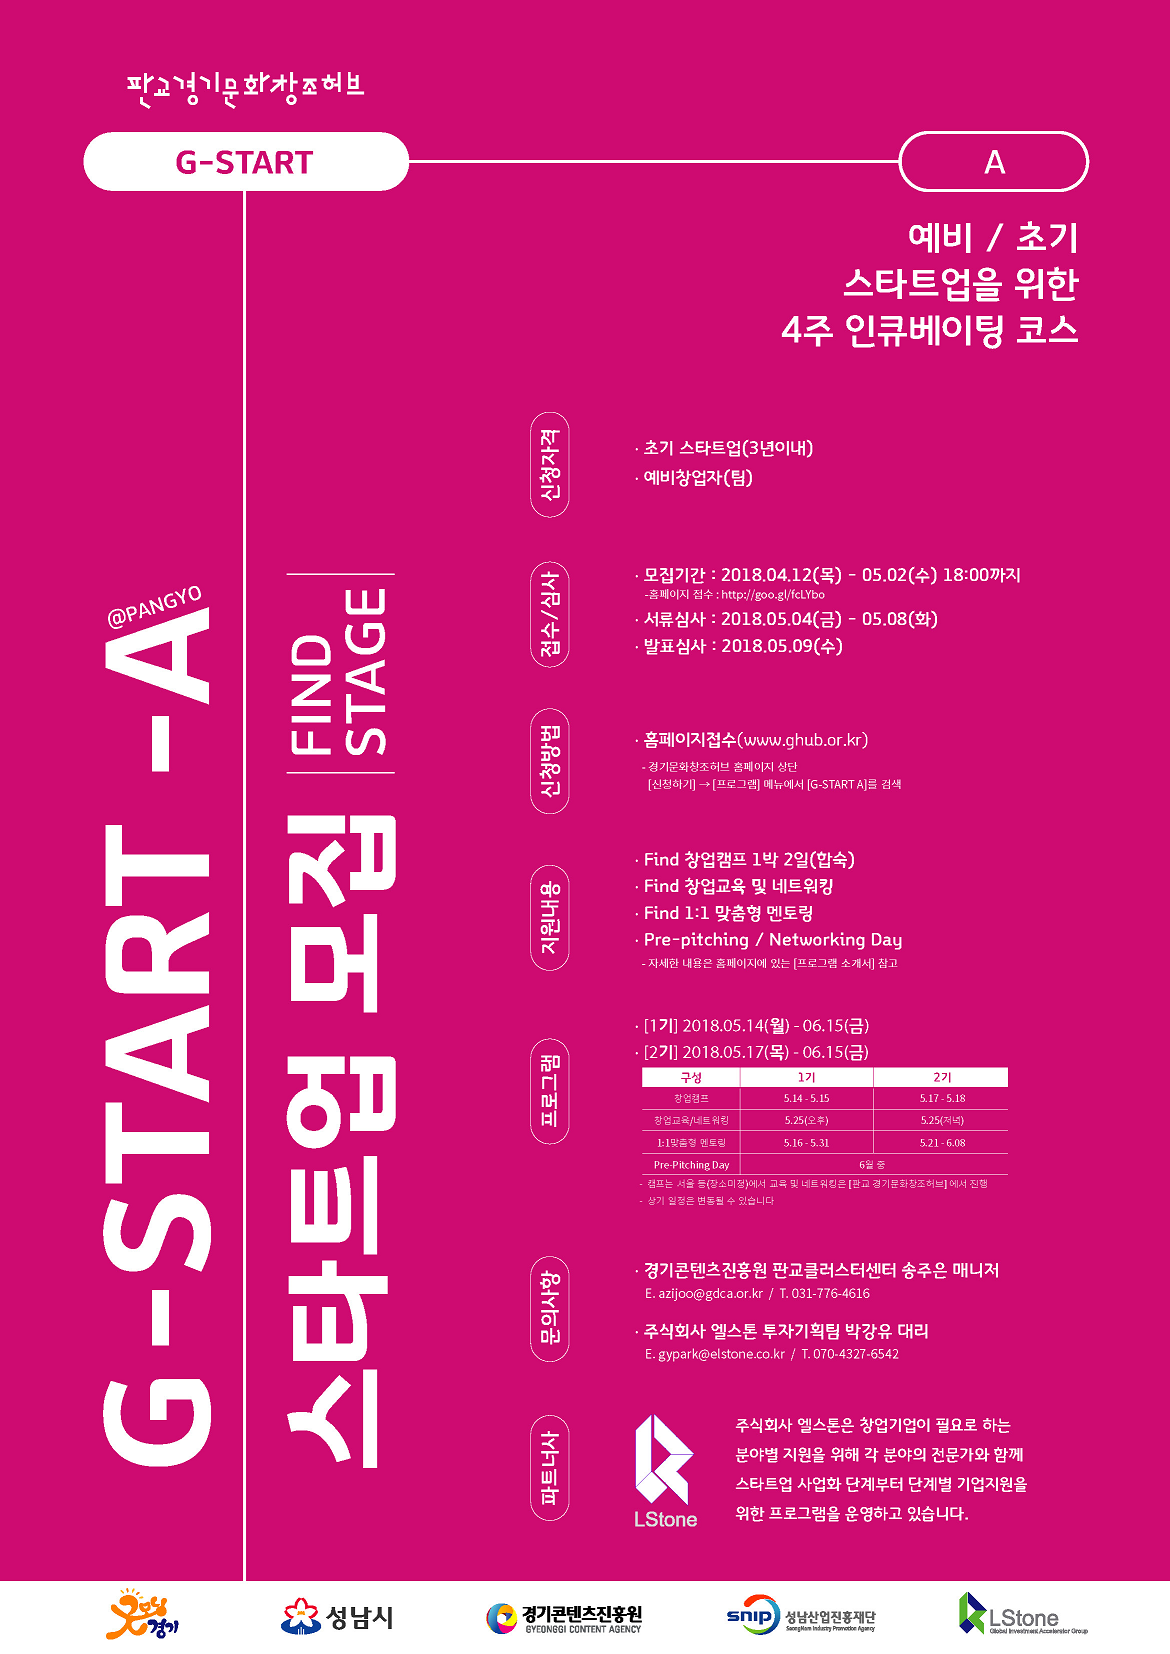 판교경기문화창조허브
G-START
A
예비 / 초기
스타트업을 위한
4주 인큐베이팅 코스
G-START -A
@PANGYO
스타트업 모집
FIND
STAGE
신청자격
· 초기 스타트업(3년이내)
· 예비창업자(팀)
접수/심사
· 모집기간 : 2018.04.12(목) - 05.02(수) 18:00까지
-홈페이지 접수 : http://goo.gl/fcLYbo
· 서류심사 : 2018.05.04(금) - 05.08(화)
· 발표심사 : 2018.05.09(수)
신청방법
· 홈페이지접수(www.ghub.or.kr)
- 경기문화창조허브 홈페이지 상단
[신청하기] → [프로그램] 메뉴에서 [G-START A]를 검색
지원내용
· Find 창업캠프 1박 2일(합숙)
· Find 창업교육 및 네트워킹
· Find 1:1 맞춤형 멘토링
· Pre-pitching / Networking Day
- 자세한 내용은 홈페이지에 있는 [프로그램 소개서] 참고
프로그램
· [1기] 2018.05.14(월) - 06.15(금)
· [2기] 2018.05.17(목) - 06.15(금)
구성 1기 2기
창업캠프 5.14 - 5.15 5.17 - 5.18
창업교육/네트워킹 5.25(오후) 5.25(저녁)
1:1맞춤형 멘토링 5.16 - 5.31 5.21 - 6.08
Pre-Pitching Day 6월 중
- 캠프는 서울 등(장소미정)에서 교육 및 네트워킹은 [판교 경기문화창조허브] 에서 진행
- 상기 일정은 변동될 수 있습니다
문의사항
· 경기콘텐츠진흥원 판교클러스터센터 송주은 매니저
E. azijoo@gdca.or.kr / T. 031-776-4616
· 주식회사 엘스톤 투자기획팀 박강유 대리
E. gypark@elstone.co.kr / T. 070-4327-6542
파트너사
LStone
주식회사 엘스톤은 창업기업이 필요로 하는
분야별 지원을 위해 각 분야의 전문가와 함께
스타트업 사업화 단계부터 단계별 기업지원을
위한 프로그램을 운영하고 있습니다.
굿모닝
경기
성남시
경기콘텐츠진흥원
GYEONGGI CONTENT AGENCY
snip
성남산업진흥재단
SeongNam Industry Promotion Agency
LStone
Global Investment Accelerator Group